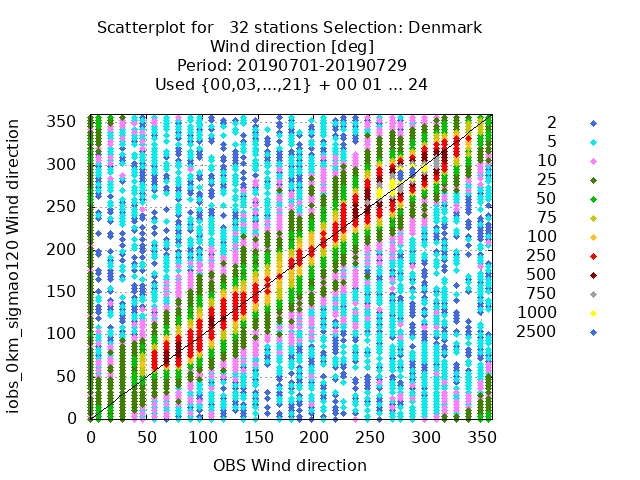 Scatterplot for 32 stations Selection: Denmark
Wind direction [deg]
Period: 20190701-20190729
Used {00,03,...,21} + 00 01 ... 24
iobs_0km_sigmao120 Wind direction
350
300
250
200
150
100
50
0
0 50 100 150 200 250 300 350
OBS Wind direction
2
5
10
25
50
75
100
250
500
750
1000
2500